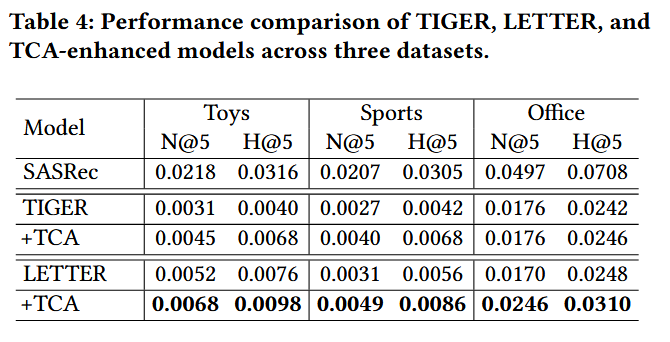 Table 4: Performance comparison of TIGER, LETTER, and
TCA-enhanced models across three datasets.
Model Toys Sports Office
N@5 H@5 N@5 H@5 N@5 H@5
SASRec 0.0218 0.0316 0.0207 0.0305 0.0497 0.0708
TIGER 0.0031 0.0040 0.0027 0.0042 0.0176 0.0242
+TCA 0.0045 0.0068 0.0040 0.0068 0.0176 0.0246
LETTER 0.0052 0.0076 0.0031 0.0056 0.0170 0.0248
+TCA 0.0068 0.0098 0.0049 0.0086 0.0246 0.0310